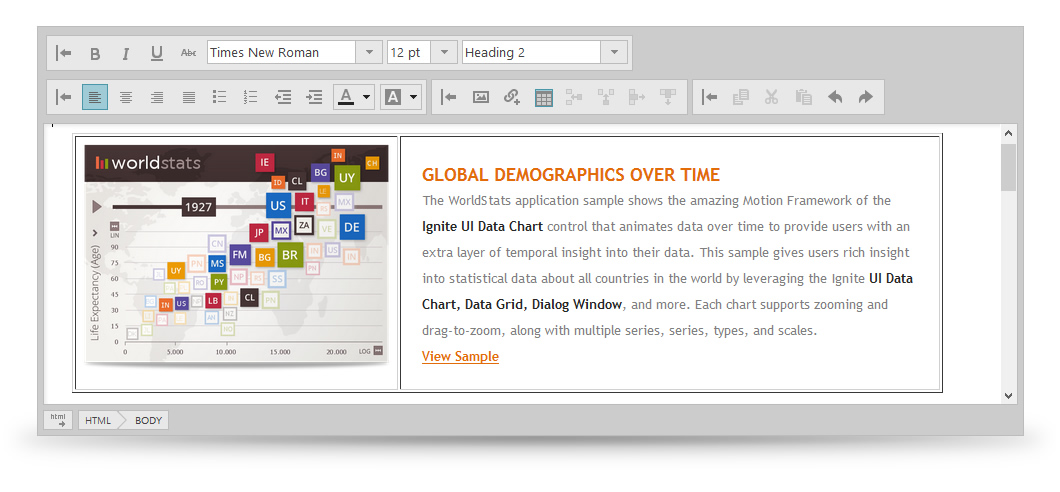 B I U Abc Times New Roman 12 pt Heading 2
A A
worldstats
IE IN CH
ID CL BG UY
1927 US IT MX
JP MX ZA VE DE
UN CN
90 FM BG BR IN US IN
75 UY PN MS PN
60 RO PY NP SS
45 IN US LB CL PN
30 AR NZ
15
0 5.000 10.000 15.000 20.000 LOG
Life Expectancy (Age)
GLOBAL DEMOGRAPHICS OVER TIME
The WorldStats application sample shows the amazing Motion Framework of the
Ignite UI Data Chart control that animates data over time to provide users with an
extra layer of temporal insight into their data. This sample gives users rich insight
into statistical data about all countries in the world by leveraging the Ignite UI Data
Chart, Data Grid, Dialog Window, and more. Each chart supports zooming and
drag-to-zoom, along with multiple series, series, types, and scales.
View Sample
html HTML BODY